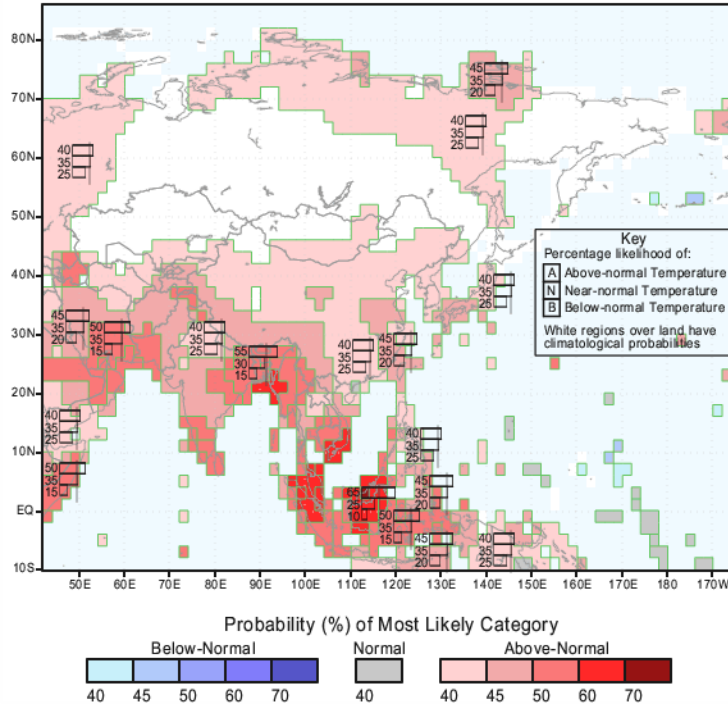 80N
45
35
20
70N
40
35
25
40
35
25
60N
50N
Key
Percentage likelihood of:
A Above-normal Temperature
N Near-normal Temperature
B Below-normal Temperature
White regions over land have
climatological probabilities
40N
40
35
25
45
35
20
50
35
15
40
35
25
30N
55
30
15
40
35
25
45
35
20
20N
40
35
25
40
35
25
10N
50
35
15
65
25
10
45
35
20
EQ
50
35
15
45
35
20
40
35
25
10S
50E 60E 70E 80E 90E 100E 110E 120E 130E 140E 150E 160E 170E 180 170W
Probability (%) of Most Likely Category
Below-Normal Normal Above-Normal
40 45 50 60 70 40 40 45 50 60 70